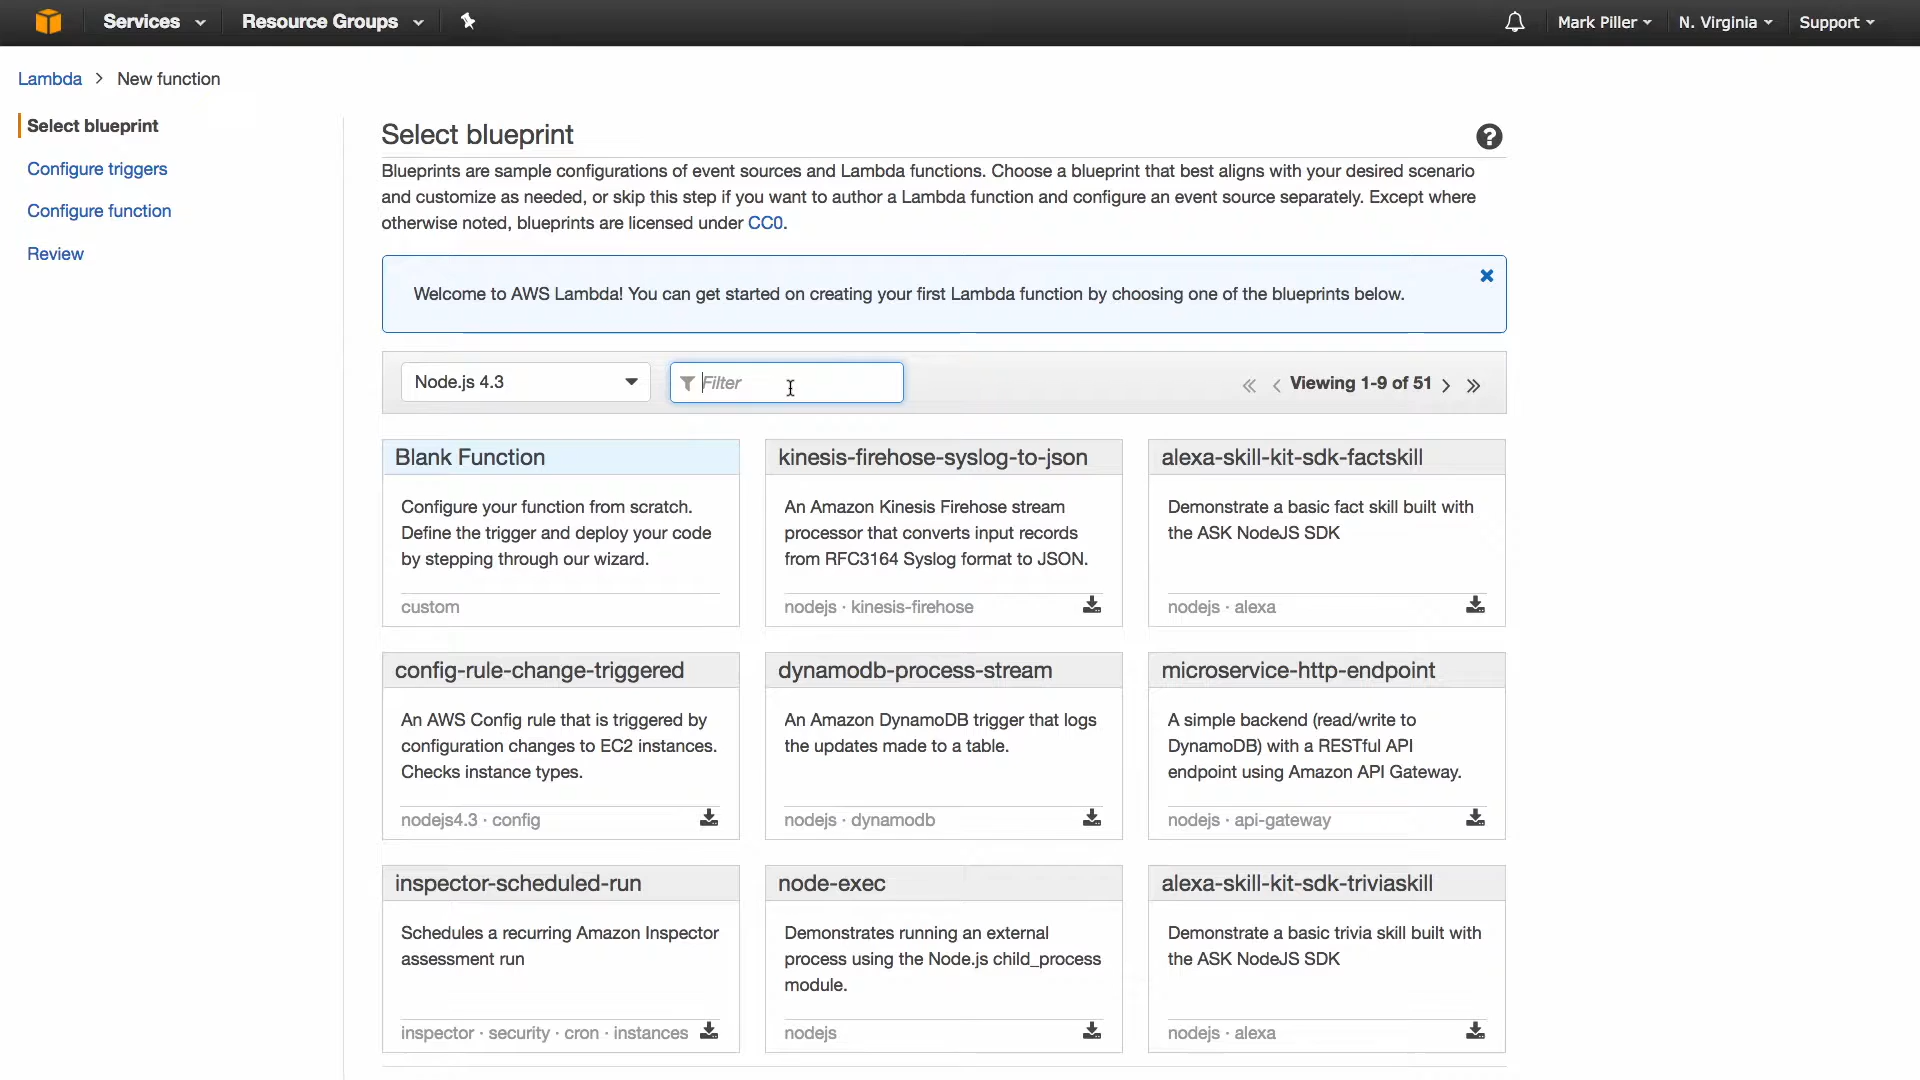 Services
Resource Groups
Mark Piller
N. Virginia
Support
Lambda > New function
Select blueprint
Configure triggers
Configure function
Review
Select blueprint
Blueprints are sample configurations of event sources and Lambda functions. Choose a blueprint that best aligns with your desired scenario
and customize as needed, or skip this step if you want to author a Lambda function and configure an event source separately. Except where
otherwise noted, blueprints are licensed under CC0.
Welcome to AWS Lambda! You can get started on creating your first Lambda function by choosing one of the blueprints below.
Node.js 4.3
Filter
« ‹ Viewing 1-9 of 51 › »
Blank Function
Configure your function from scratch.
Define the trigger and deploy your code
by stepping through our wizard.
custom
kinesis-firehose-syslog-to-json
An Amazon Kinesis Firehose stream
processor that converts input records
from RFC3164 Syslog format to JSON.
nodejs · kinesis-firehose
alexa-skill-kit-sdk-factskill
Demonstrate a basic fact skill built with
the ASK NodeJS SDK
nodejs · alexa
config-rule-change-triggered
An AWS Config rule that is triggered by
configuration changes to EC2 instances.
Checks instance types.
nodejs4.3 · config
dynamodb-process-stream
An Amazon DynamoDB trigger that logs
the updates made to a table.
nodejs · dynamodb
microservice-http-endpoint
A simple backend (read/write to
DynamoDB) with a RESTful API
endpoint using Amazon API Gateway.
nodejs · api-gateway
inspector-scheduled-run
Schedules a recurring Amazon Inspector
assessment run
inspector · security · cron · instances
node-exec
Demonstrates running an external
process using the Node.js child_process
module.
nodejs
alexa-skill-kit-sdk-triviaskill
Demonstrate a basic trivia skill built with
the ASK NodeJS SDK
nodejs · alexa